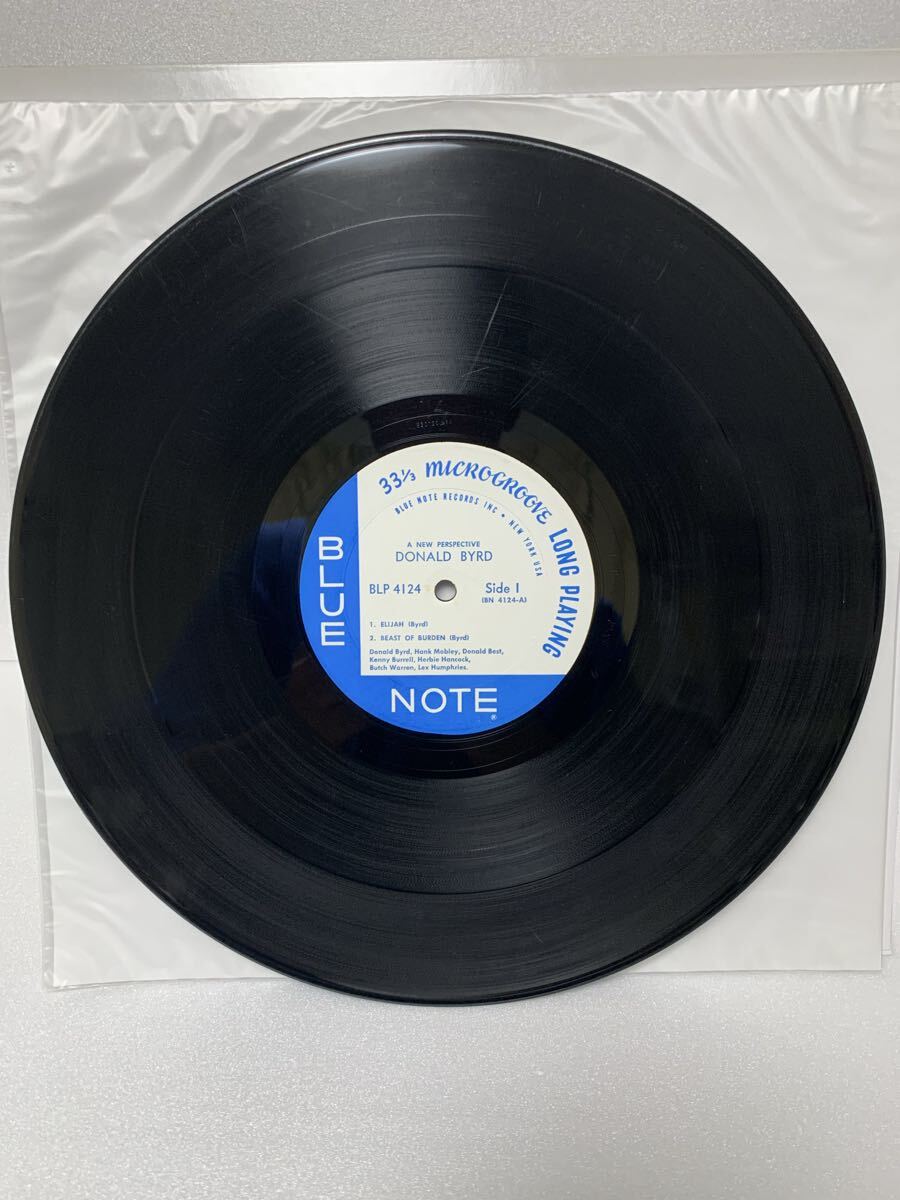 33⅓ MICROGROOVE LONG PLAYING
BLUE NOTE RECORDS INC • NEW YORK USA
A NEW PERSPECTIVE
DONALD BYRD
BLP 4124 Side 1
(BN 4124-A)
1. ELIJAH (Byrd)
2. BEAST OF BURDEN (Byrd)
Donald Byrd, Hank Mobley, Donald Best,
Kenny Burrell, Herbie Hancock,
Butch Warren, Lex Humphries.
BLUE
NOTE®